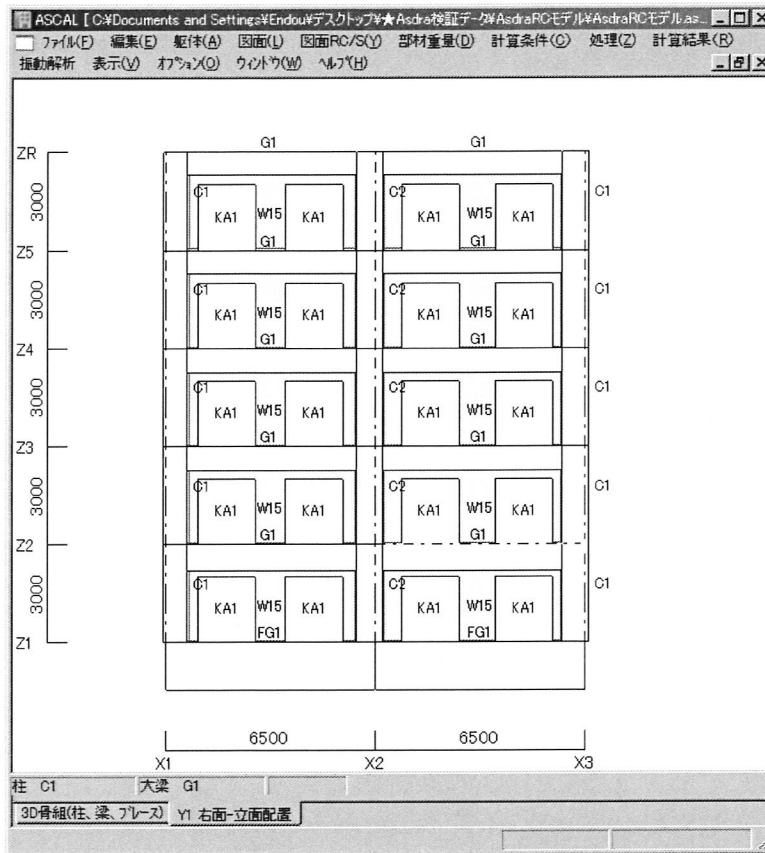 ASCAL [ C:¥Documents and Settings¥Endou¥デスクトップ¥★Asdra検証データ¥AsdraRCモデル¥AsdraRCモデル.as...
ファイル(F) 編集(E) 躯体(A) 図面(L) 図面RC/S(Y) 部材重量(D) 計算条件(C) 処理(Z) 計算結果(R)
振動解析 表示(V) オプション(O) ウィンドウ(W) ヘルプ(H)
G1 G1
ZR
C1 C2 C1
3000 KA1 W15 KA1 KA1 W15 KA1
G1 G1
Z5
C1 C2 C1
3000 KA1 W15 KA1 KA1 W15 KA1
G1 G1
Z4
C1 C2 C1
3000 KA1 W15 KA1 KA1 W15 KA1
G1 G1
Z3
C1 C2 C1
3000 KA1 W15 KA1 KA1 W15 KA1
G1 G1
Z2
C1 C2 C1
3000 KA1 W15 KA1 KA1 W15 KA1
FG1 FG1
Z1
6500 6500
X1 X2 X3
柱 C1 大梁 G1
3D骨組(柱、梁、ブレース) Y1 右面-立面配置